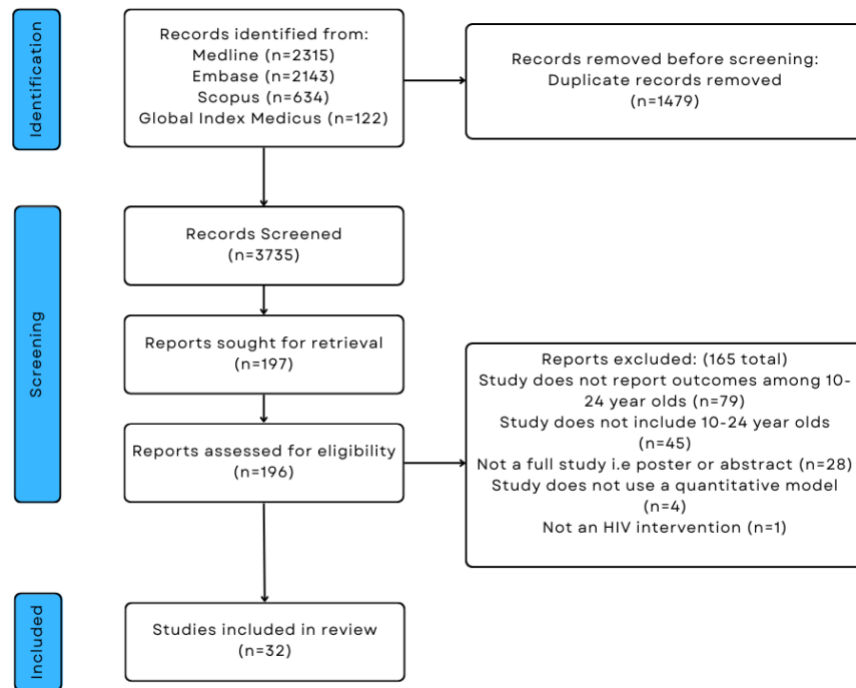 Identification
Records identified from:
Medline (n=2315)
Embase (n=2143)
Scopus (n=634)
Global Index Medicus (n=122)
Records removed before screening:
Duplicate records removed
(n=1479)
Screening
Records Screened
(n=3735)
Reports sought for retrieval
(n=197)
Reports assessed for eligibility
(n=196)
Reports excluded: (165 total)
Study does not report outcomes among 10-
24 year olds (n=79)
Study does not include 10-24 year olds
(n=45)
Not a full study i.e poster or abstract (n=28)
Study does not use a quantitative model
(n=4)
Not an HIV intervention (n=1)
Included
Studies included in review
(n=32)